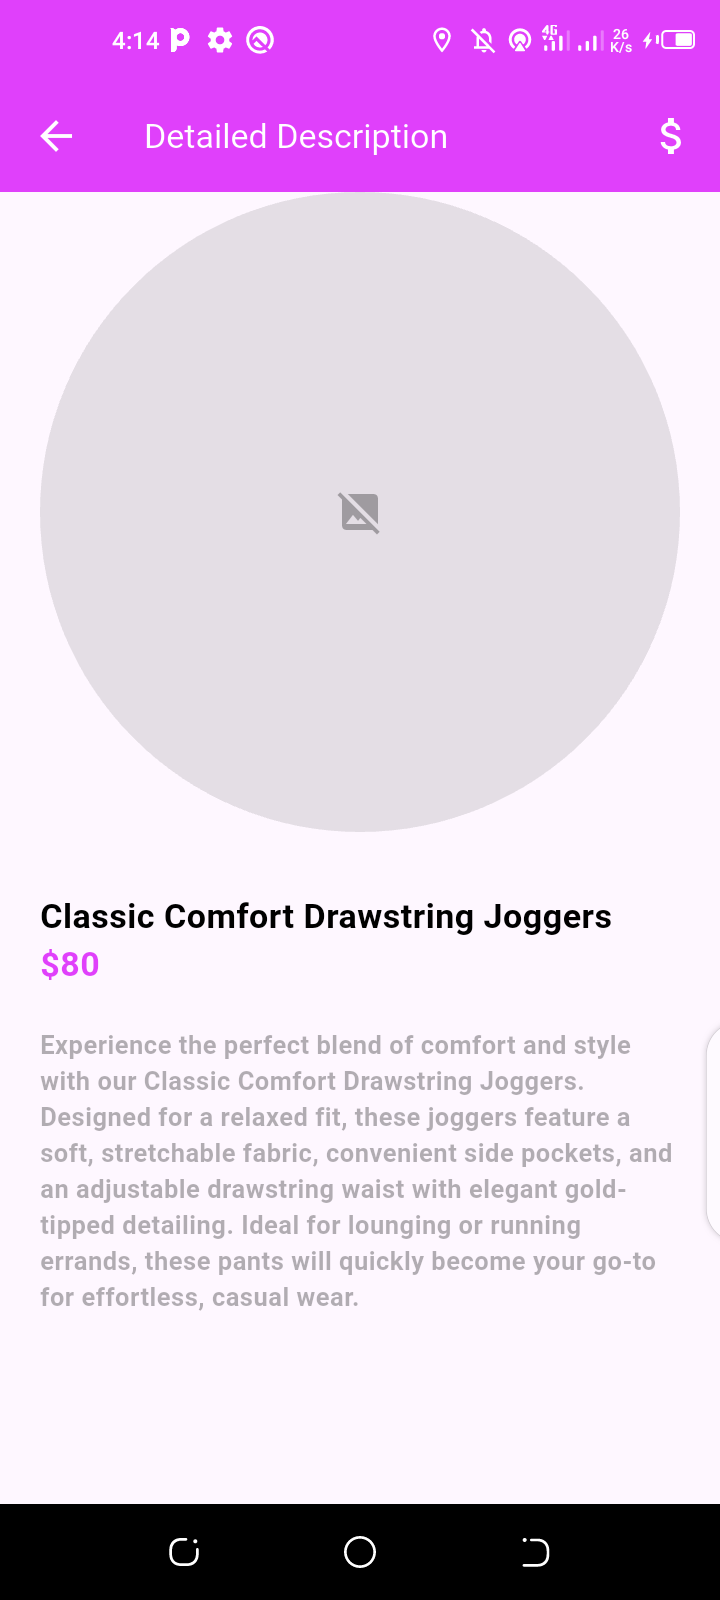 4:14
4G
26
K/s
Detailed Description
$
Classic Comfort Drawstring Joggers
$80
Experience the perfect blend of comfort and style
with our Classic Comfort Drawstring Joggers.
Designed for a relaxed fit, these joggers feature a
soft, stretchable fabric, convenient side pockets, and
an adjustable drawstring waist with elegant gold-
tipped detailing. Ideal for lounging or running
errands, these pants will quickly become your go-to
for effortless, casual wear.